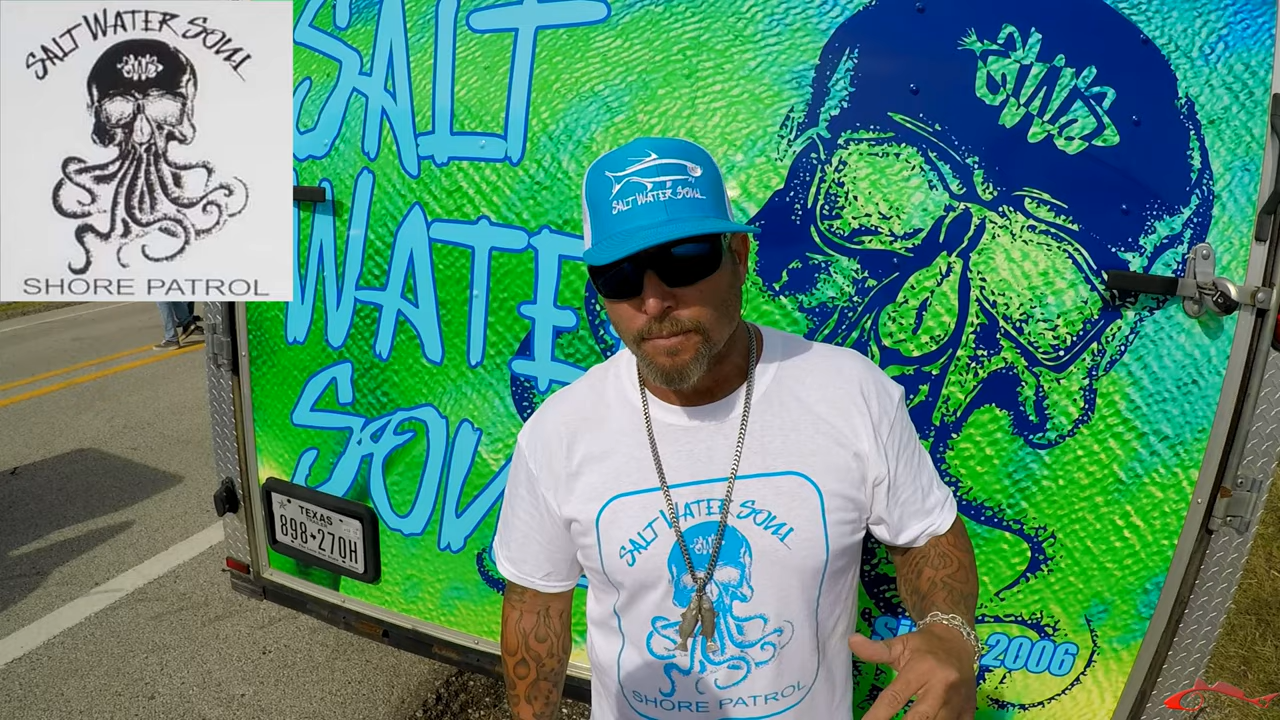 SALT WATER SOUL
SWS
SHORE PATROL
SALT
WATE
SOU
SWS
SALT WATER SOUL
TEXAS
898★270H
SALT WATER SOUL
SWS
SHORE PATROL
2006